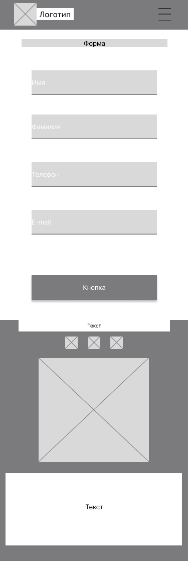 Логотип
Форма
Имя
Фамилия
Телефон
E-mail
Кнопка
Текст
Текст